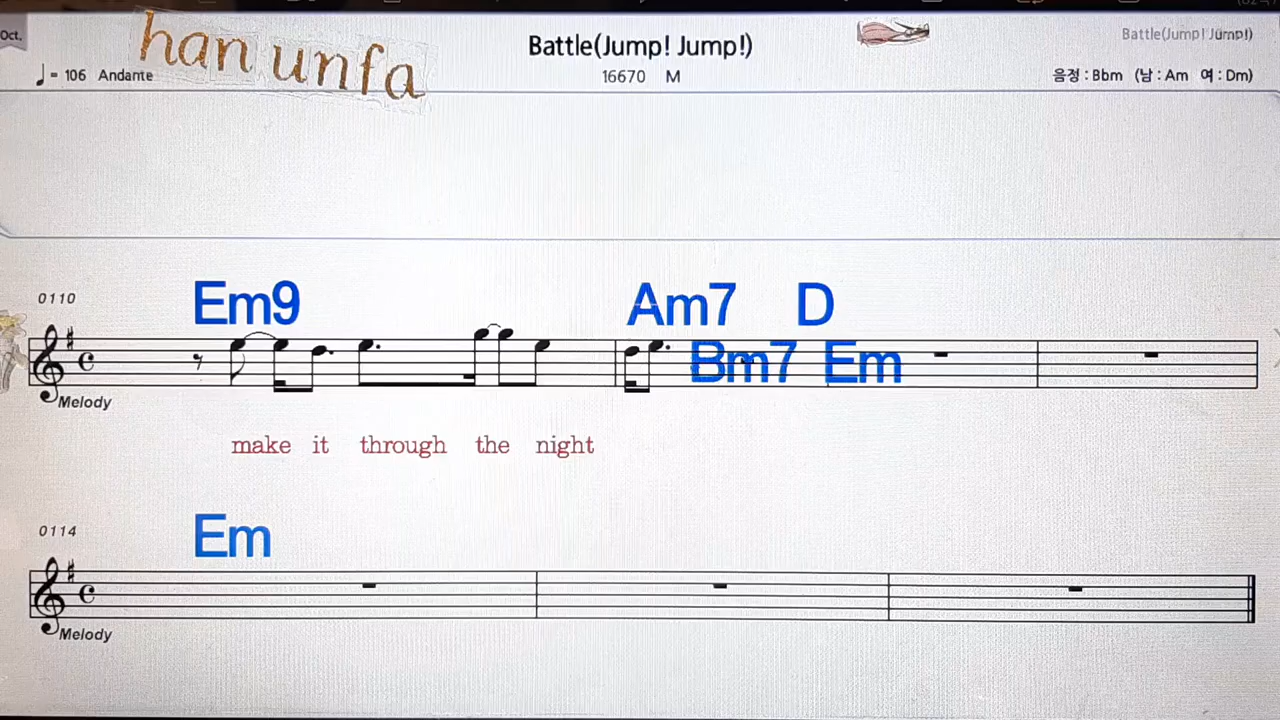 Oct.
han unfa
Battle(Jump! Jump!)
Battle(Jump! Jump!)
♩= 106 Andante
16670 M
음정 : Bbm (남 : Am 여 : Dm)
0110
Em9 Am7 D
Bm7 Em
Melody
make it through the night
0114
Em
Melody